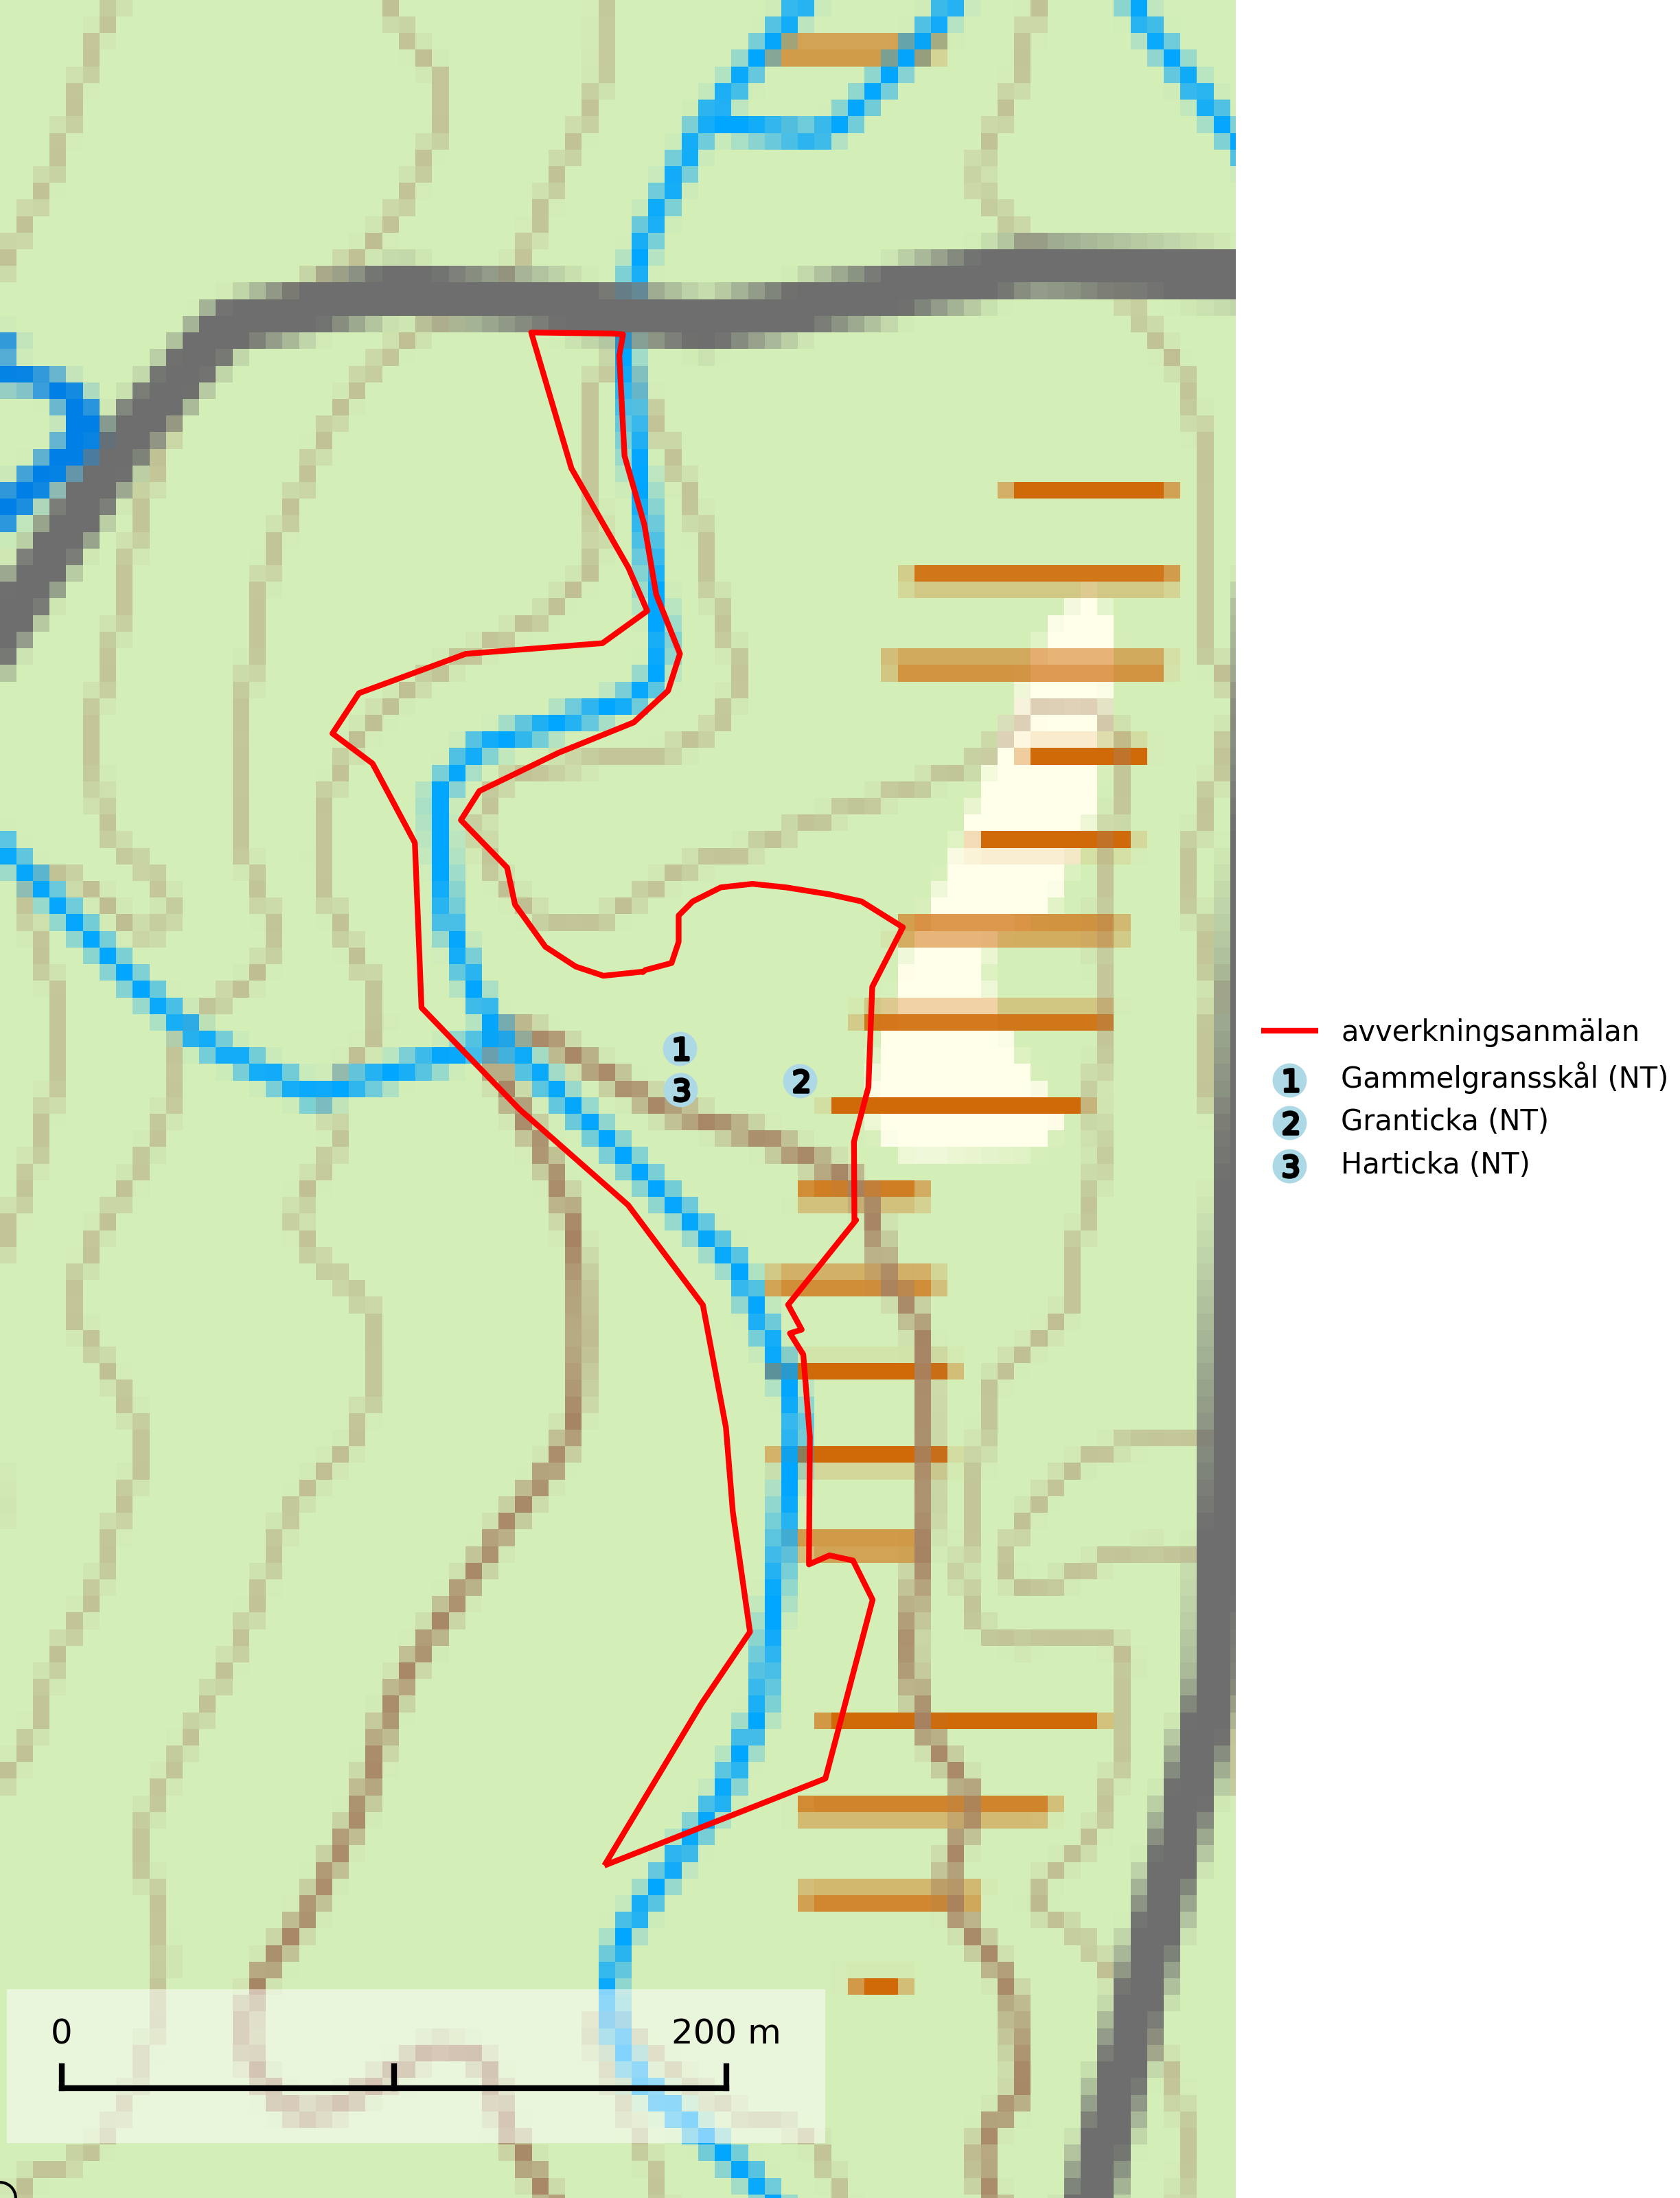 avverkningsanmälan
1 Gammelgransskål (NT)
2 Granticka (NT)
3 Harticka (NT)
1
3
2
0 200 m